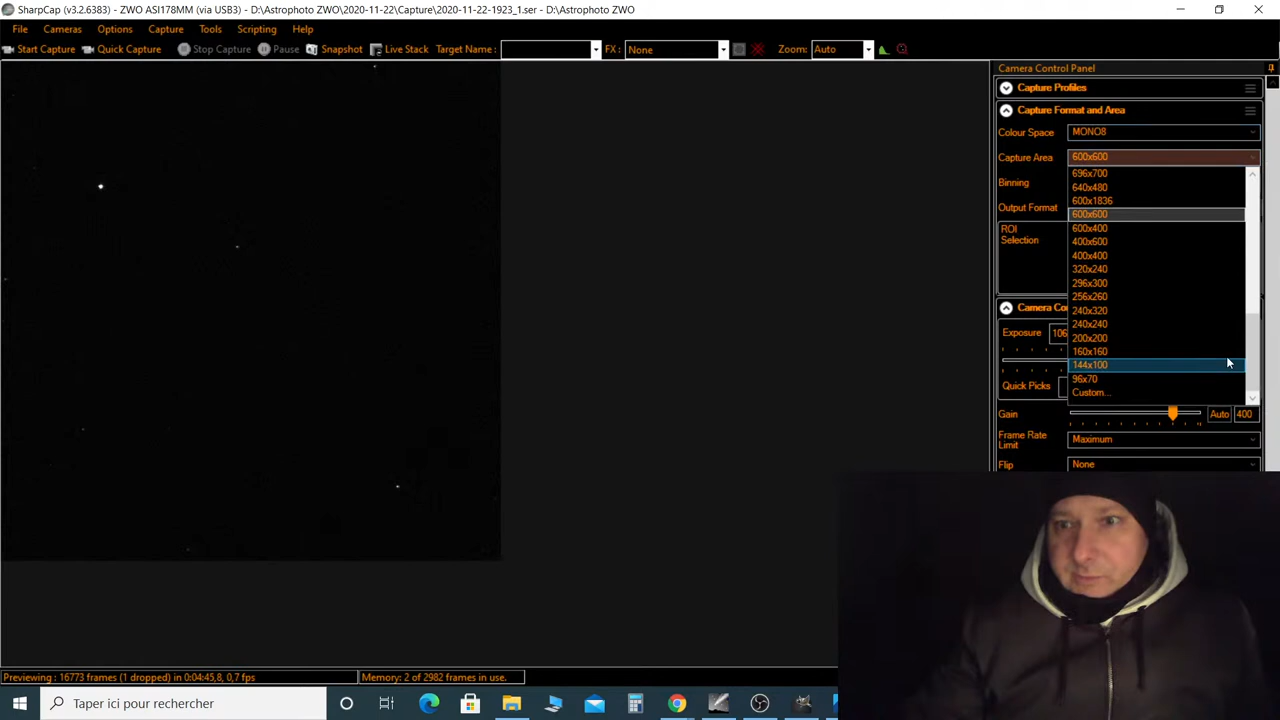 SharpCap (v3.2.6383) - ZWO ASI178MM (via USB3) - D:\Astrophoto ZWO\2020-11-22\Capture\2020-11-22-1923_1.ser - D:\Astrophoto ZWO
File Cameras Options Capture Tools Scripting Help
Start Capture Quick Capture Stop Capture Pause Snapshot Live Stack Target Name : FX : None Zoom: Auto
Camera Control Panel
Capture Profiles
Capture Format and Area
Colour Space MONO8
Capture Area 600x600
Binning
Output Format
ROI
Selection
696x700
640x480
600x1836
600x600
600x400
400x600
400x400
320x240
296x300
256x260
240x320
240x240
200x200
160x160
144x100
96x70
Custom...
Camera Co
Exposure 106
Quick Picks
Gain Auto 400
Frame Rate
Limit
Maximum
Flip None
Previewing : 16773 frames (1 dropped) in 0:04:45,8, 0,7 fps
Memory: 2 of 2982 frames in use.
Taper ici pour rechercher